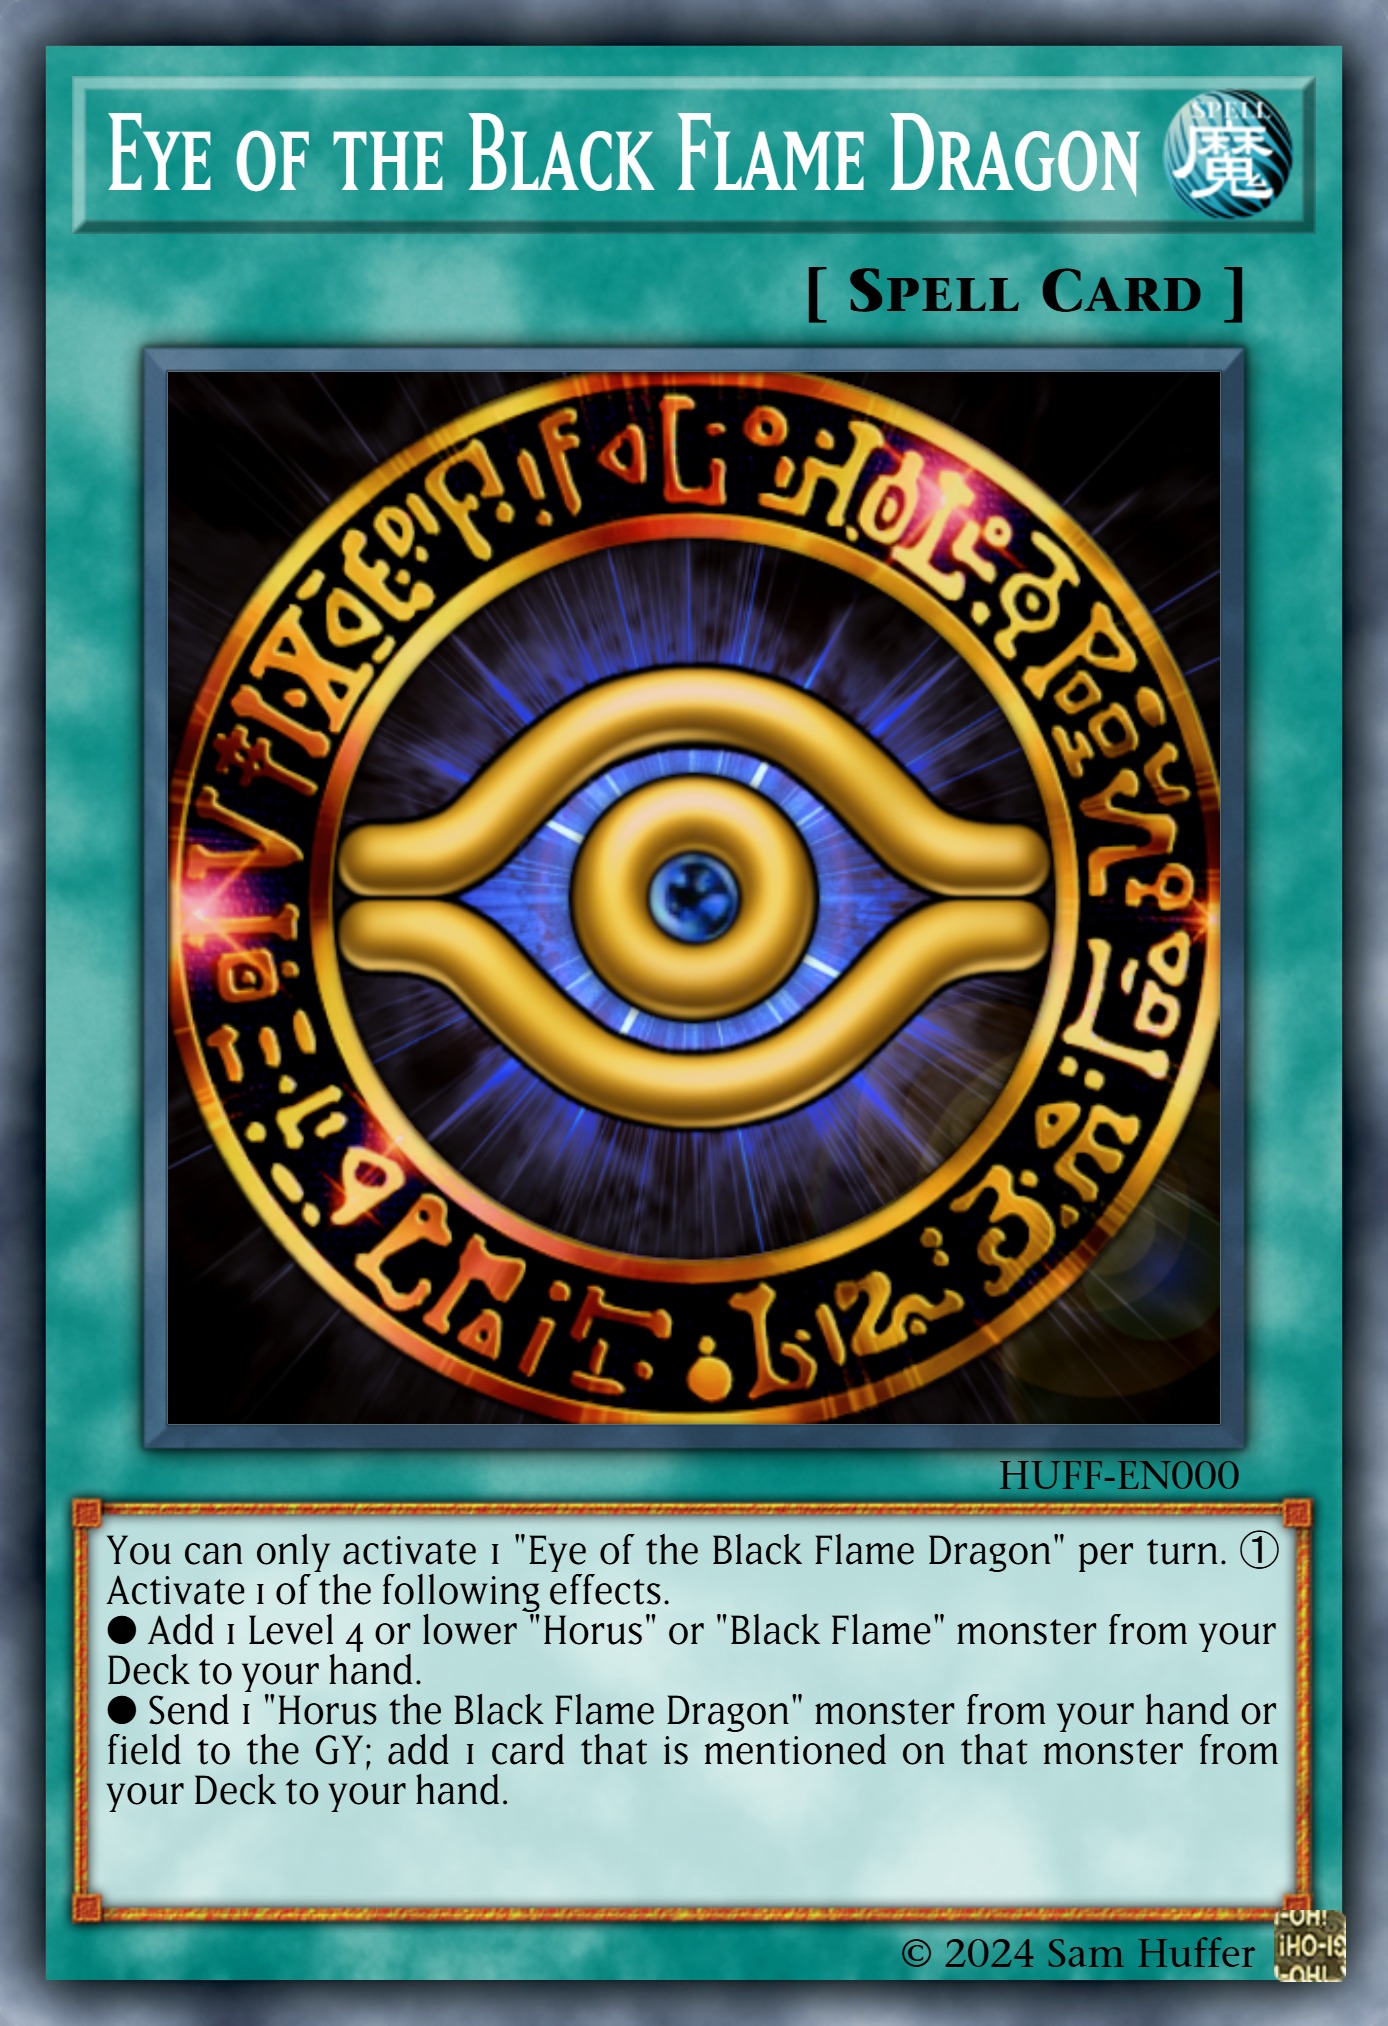 Eye of the Black Flame Dragon
SPELL
魔
[ Spell Card ]
HUFF-EN000
You can only activate 1 "Eye of the Black Flame Dragon" per turn. ①
Activate 1 of the following effects.
● Add 1 Level 4 or lower "Horus" or "Black Flame" monster from your
Deck to your hand.
● Send 1 "Horus the Black Flame Dragon" monster from your hand or
field to the GY; add 1 card that is mentioned on that monster from
your Deck to your hand.
© 2024 Sam Huffer
-OH!
iHO-
-OH!